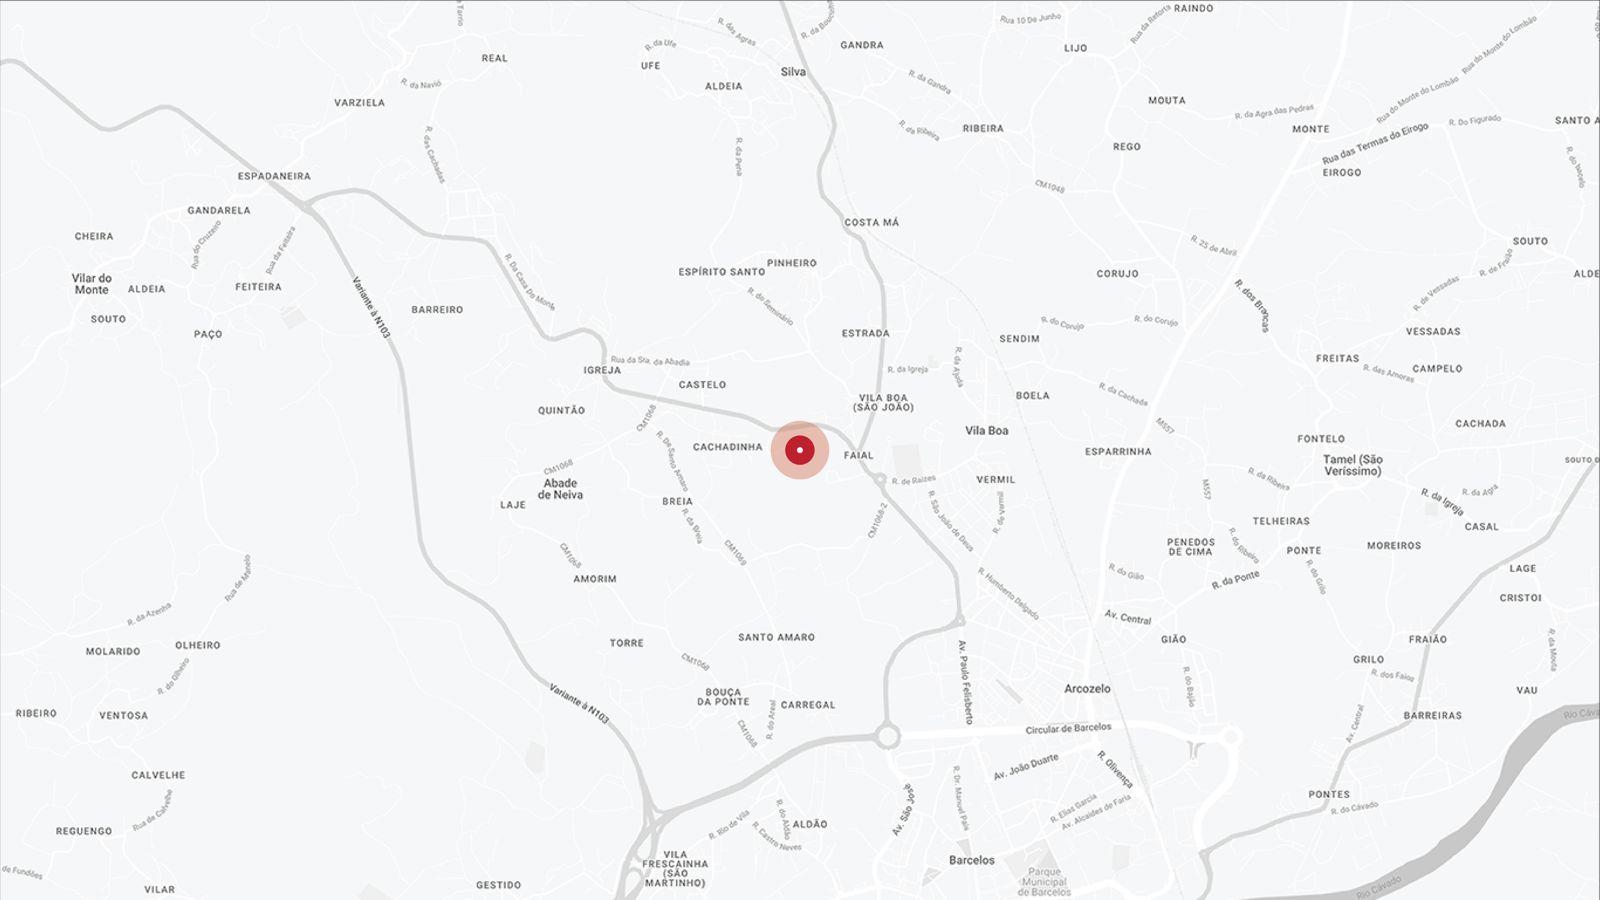 RAINDO
R. da Retorta
Rua 10 De Junho
R. das Agras
GANDRA
LIJO
Rua do Monte do Lombão
R. da Ufe
REAL
UFE
Silva
R. da Navió
ALDEIA
R. da Gandra
Rua do Monte do Lombão
VARZIELA
MOUTA
R. da Agra das Pedras
R. Do Figurado
SANTO A
R. da Ribeira
RIBEIRA
MONTE
Rua das Termas do Eirogo
R. das Cachadas
R. da Pena
REGO
EIROGO
ESPADANEIRA
CM1048
GANDARELA
COSTA MÁ
CHEIRA
Rua do Cruzeiro
Rua da Feiteira
R. 25 de Abril
SOUTO
R. de Fraião
PINHEIRO
ESPÍRITO SANTO
CORUJO
ALDE
Vilar do
Monte
ALDEIA
FEITEIRA
R. Da Casa Do Monte
R. do Seminário
R. das Brancas
R. de Vessadas
Variante à N103
BARREIRO
SOUTO
PAÇO
ESTRADA
R. do Corujo
R. do Corujo
SENDIM
VESSADAS
Rua da Sra. da Abadia
IGREJA
R. da Igreja
R. da Ajuda
FREITAS
R. das Amoras
CAMPELO
CASTELO
VILA BOA
(SÃO JOÃO)
BOELA
R. da Cachada
QUINTÃO
CM1068
M557
CACHADA
Vila Boa
CACHADINHA
FAIAL
ESPARRINHA
FONTELO
Tamel (São
Veríssimo)
R. De Santo Amaro
CM1068
Abade
de Neiva
R. de Raizes
VERMIL
R. da Ribeira
M557
R. da Igreja
R. da Agra
LAJE
BREIA
R. da Breia
CM1068-2
R. São João de Deus
R. de Vermil
TELHEIRAS
CASAL
PENEDOS
DE CIMA
R. do Ribeiro
PONTE
MOREIROS
CM1068
CM1069
AMORIM
R. Humberto Delgado
R. do Gião
R. da Ponte
R. do Grilo
LAGE
CRISTOI
Rua de Manelo
R. da Azenha
Av. Central
MOLARIDO
OLHEIRO
R. do Olheiro
TORRE
SANTO AMARO
CM1068
Av. Paulo Felisberto
GIÃO
R. do Bajão
FRAIÃO
GRILO
R. dos Faios
R. da Mouta
VAU
Variante à N103
BOUÇA
DA PONTE
CARREGAL
R. do Areal
CM1068
Arcozelo
RIBEIRO
VENTOSA
Circular de Barcelos
Av. Central
BARREIRAS
Rio Cáva
CALVELHE
Rua de Calvelhe
Av. João Duarte
R. Olivença
PONTES
R. do Cávado
Av. São José
R. Dr. Manuel Pais
R. Elias Garcia
Av. Alcaides de Faria
REGUENGO
R. Rio de Vila
R. Castro Neves
R. do Aldão
ALDÃO
VILA
FRESCAINHA
(SÃO
MARTINHO)
Barcelos
Parque
Municipal
de Barcelos
Rio Cávado
de Fundões
VILAR
GESTIDO